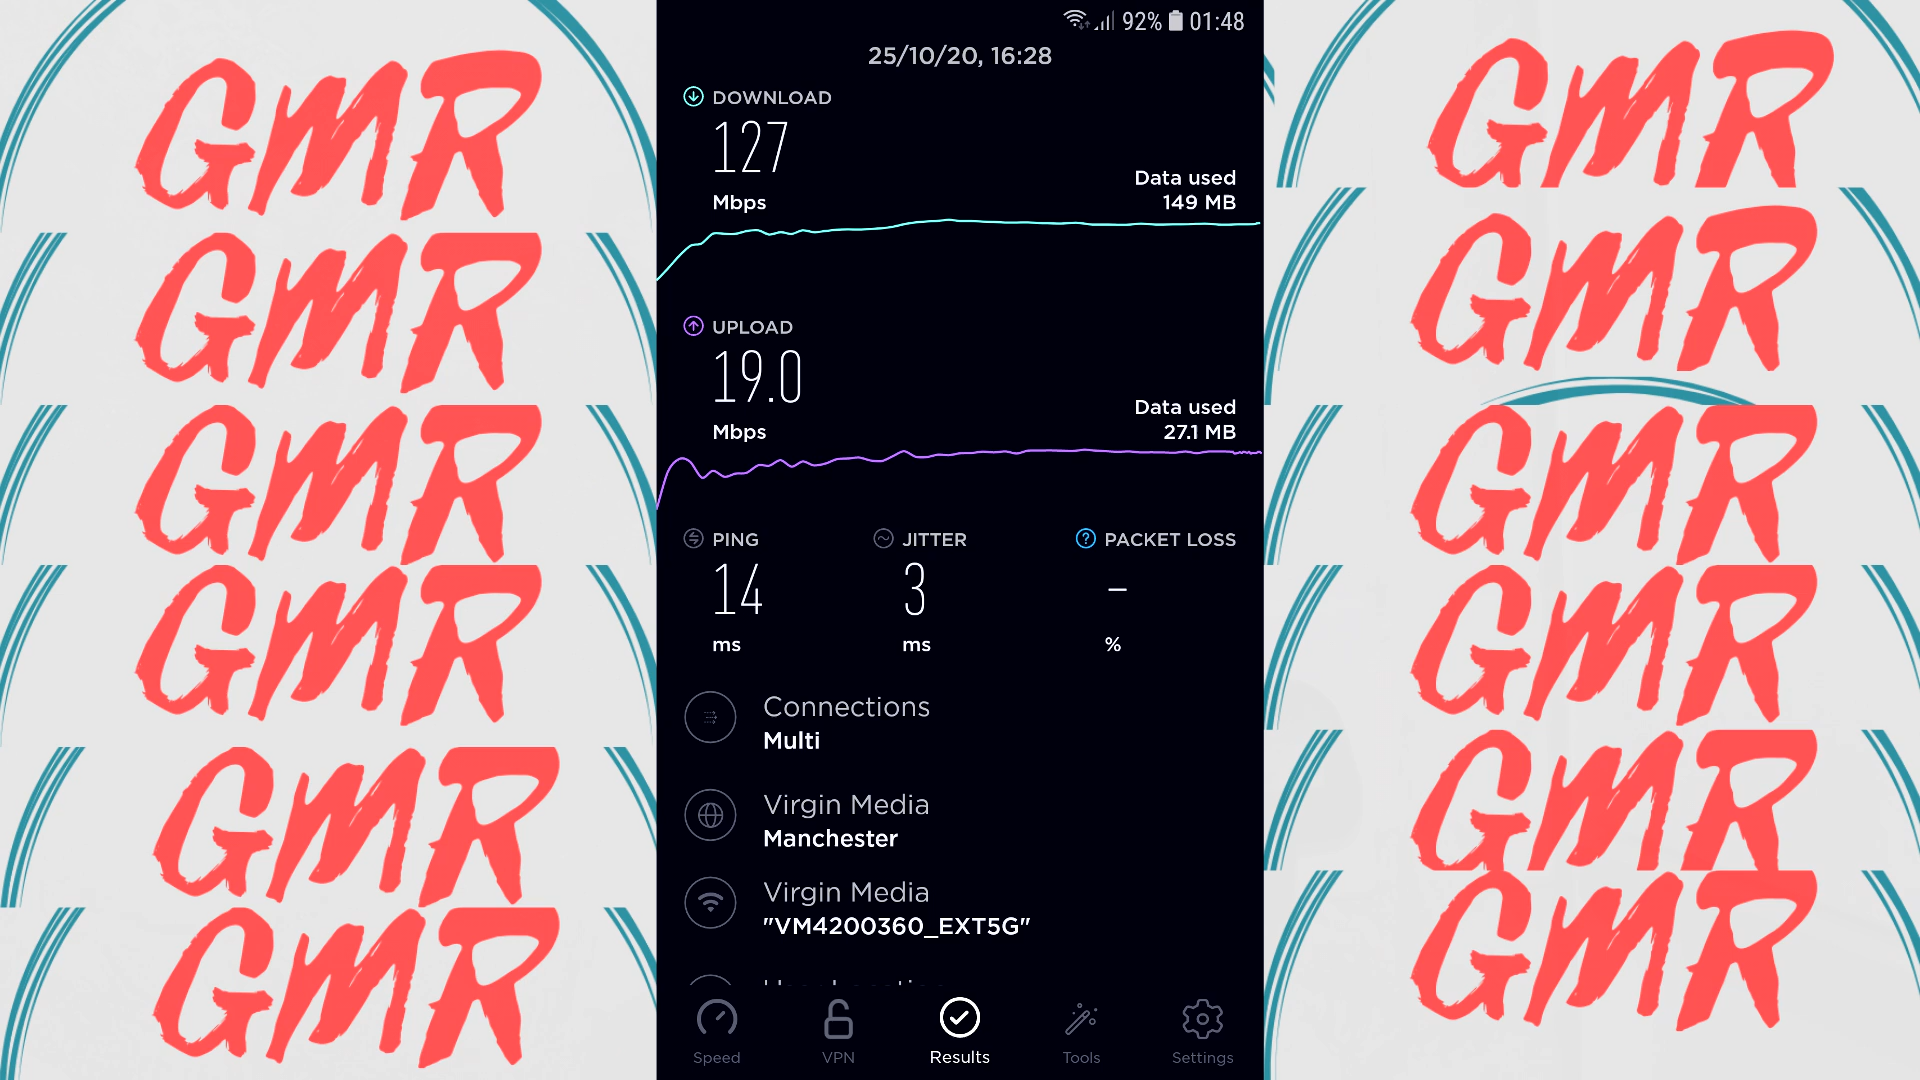 GMR
GMR
GMR
GMR
GMR
GMR
92% 01:48
25/10/20, 16:28
DOWNLOAD
127
Mbps
Data used
149 MB
UPLOAD
19.0
Mbps
Data used
27.1 MB
PING
14
ms
JITTER
3
ms
PACKET LOSS
–
%
Connections
Multi
Virgin Media
Manchester
Virgin Media
"VM4200360_EXT5G"
Speed
VPN
Results
Tools
Settings
GMR
GMR
GMR
GMR
GMR
GMR